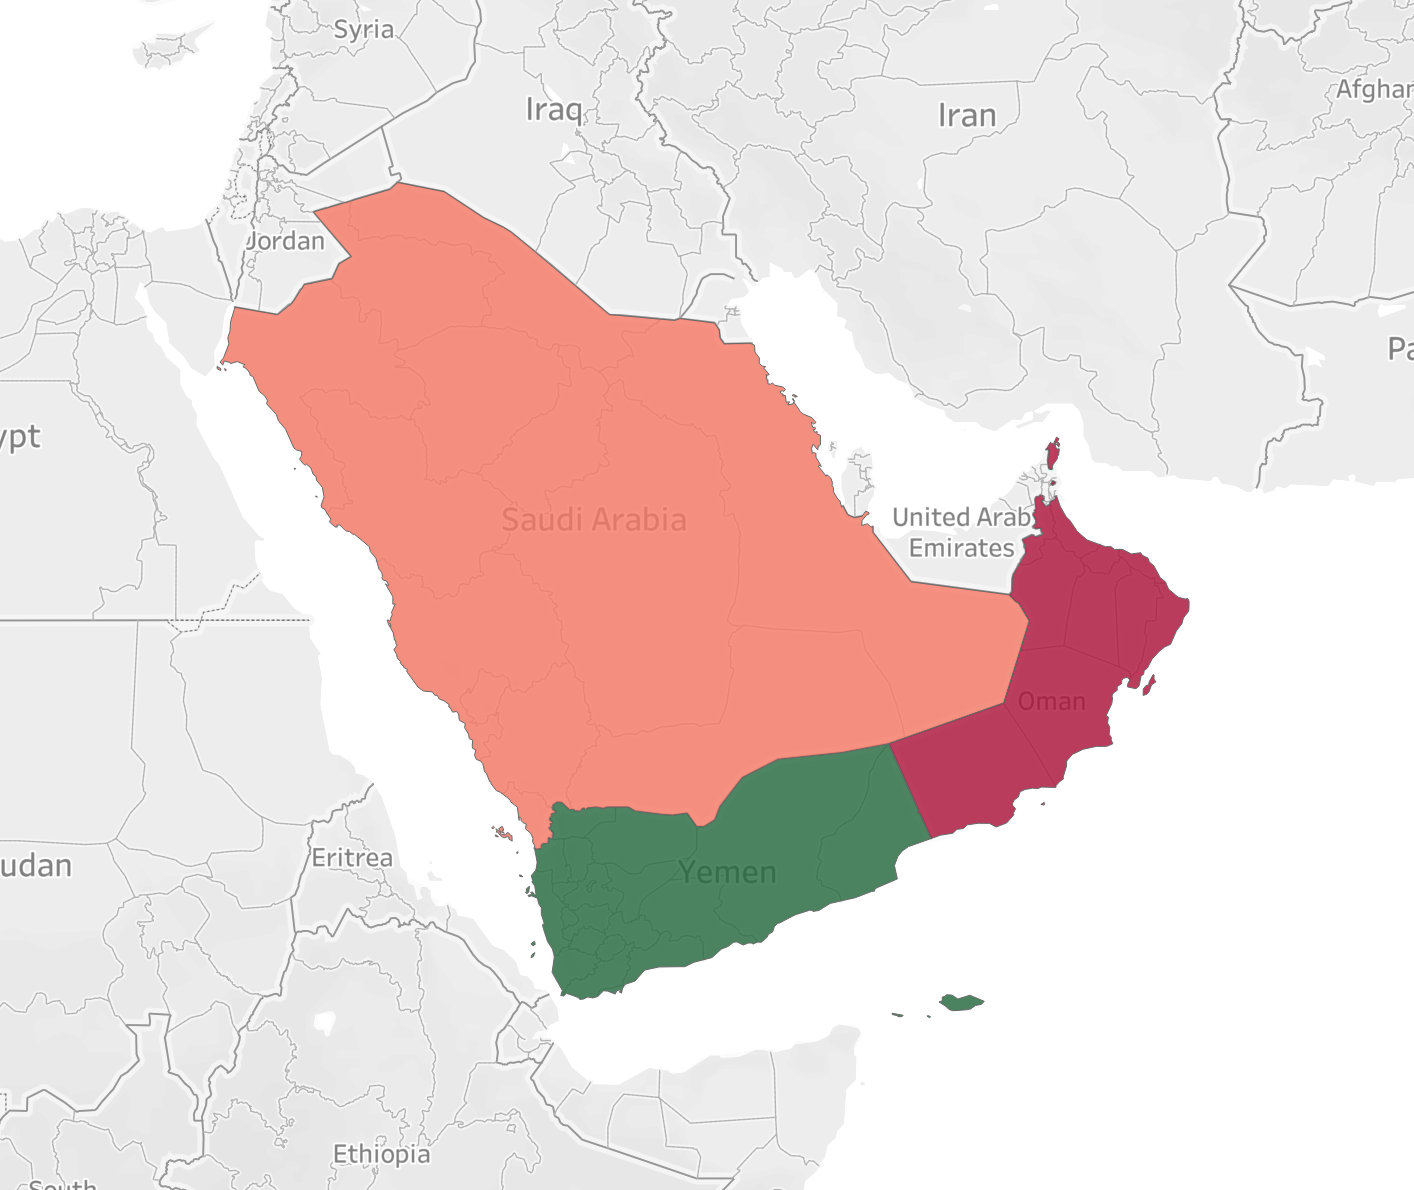 Syria
Iraq
Iran
Afghan
Jordan
ypt
Pa
Saudi Arabia
United Arab
Emirates
Oman
Yemen
Eritrea
udan
Ethiopia
South